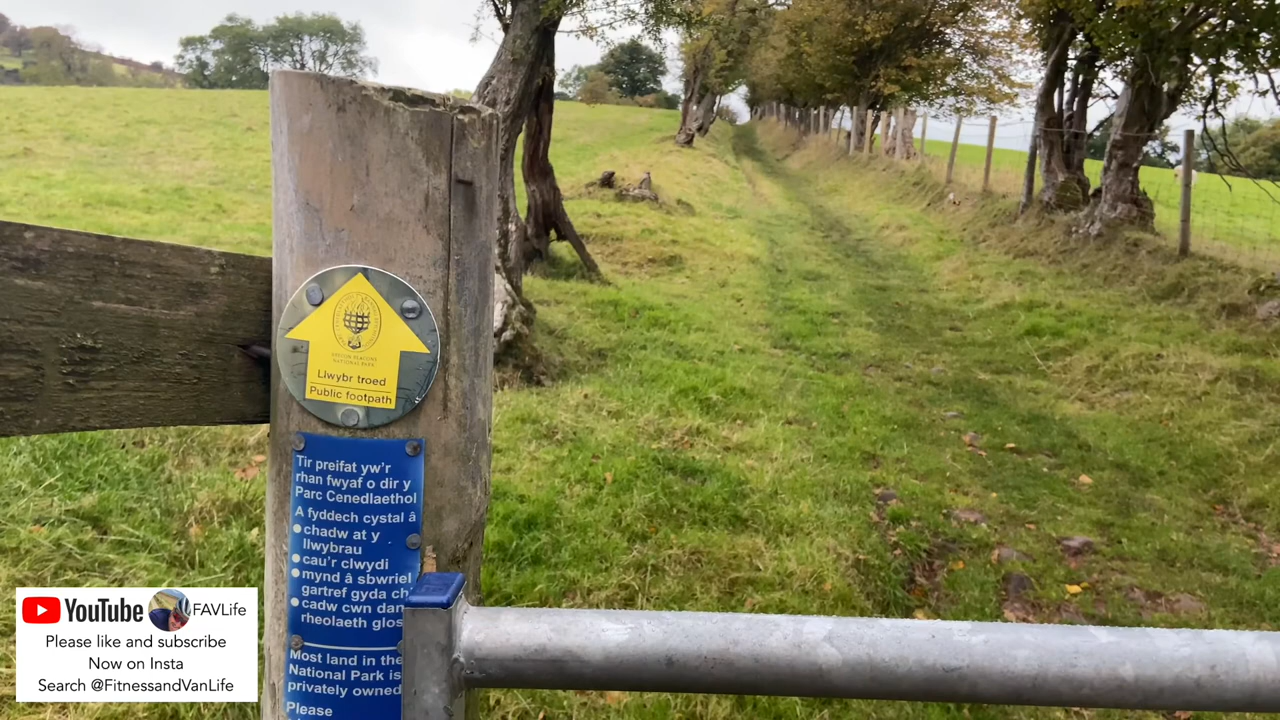 BRECON BEACONS
NATIONAL PARK
Llwybr troed
Public footpath
Tir preifat yw'r
rhan fwyaf o dir y
Parc Cenedlaethol
A fyddech cystal â
chadw at y
llwybrau
cau'r clwydi
mynd â sbwriel
gartref gyda
cadw cwn dan
rheolaeth
Most land in the
National Park is
privately owned
Please
YouTube FAVLife
Please like and subscribe
Now on Insta
Search @FitnessandVanLife